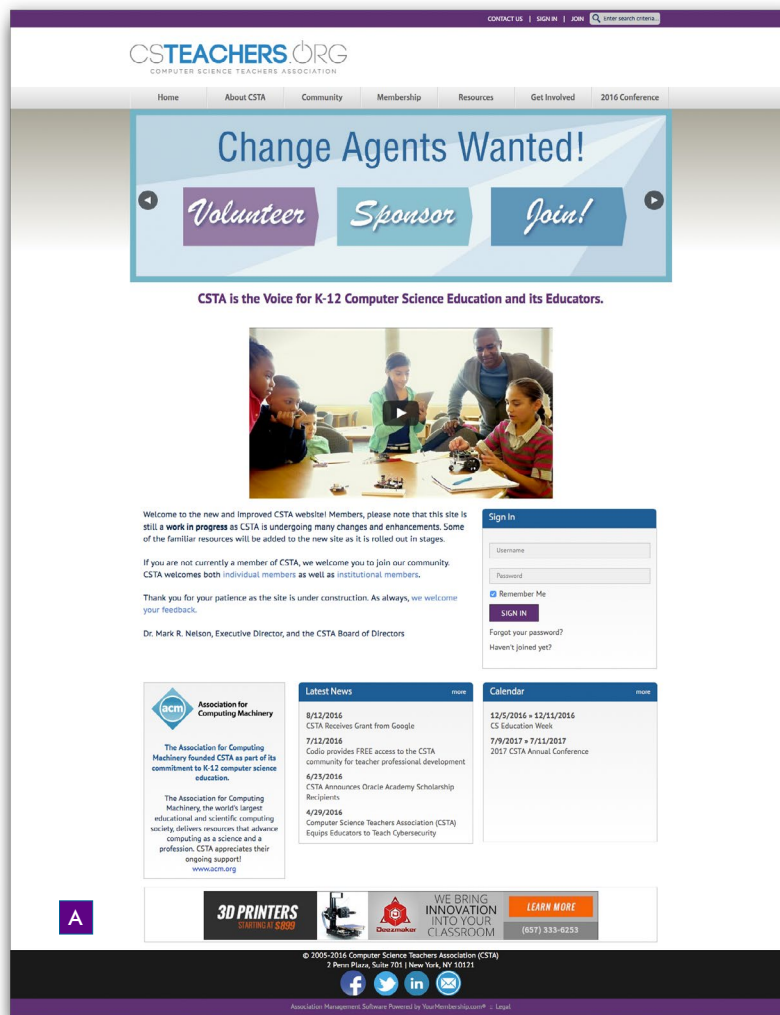 CONTACT US | SIGN IN | JOIN Enter search criteria...
CSTEACHERS.ORG
COMPUTER SCIENCE TEACHERS ASSOCIATION
Home About CSTA Community Membership Resources Get Involved 2016 Conference
Change Agents Wanted!
Volunteer Sponsor Join!
CSTA is the Voice for K-12 Computer Science Education and its Educators.
Welcome to the new and Improved CSTA website! Members, please note that this site is
still a work in progress as CSTA is undergoing many changes and enhancements. Some
of the familiar resources will be added to the new site as it is rolled out in stages.
If you are not currently a member of CSTA, we welcome you to join our community.
CSTA welcomes both individual members as well as institutional members.
Thank you for your patience as the site is under construction. As always, we welcome
your feedback.
Dr. Mark R. Nelson, Executive Director, and the CSTA Board of Directors
Sign In
Username
Password
Remember Me
SIGN IN
Forgot your password?
Haven't joined yet?
acm Association for
Computing Machinery
The Association for Computing
Machinery founded CSTA as part of its
commitment to K-12 computer science
education.
The Association for Computing
Machinery, the world's largest
educational and scientific computing
society, delivers resources that advance
computing as a science and a
profession. CSTA appreciates their
ongoing support!
www.acm.org
Latest News more
8/12/2016
CSTA Receives Grant from Google
7/12/2016
Codio provides FREE access to the CSTA
community for teacher professional development
6/23/2016
CSTA Announces Oracle Academy Scholarship
Recipients
4/29/2016
Computer Science Teachers Association (CSTA)
Equips Educators to Teach Cybersecurity
Calendar more
12/5/2016 » 12/11/2016
CS Education Week
7/9/2017 » 7/11/2017
2017 CSTA Annual Conference
A
3D PRINTERS
STARTING AT $899
Deezmaker
WE BRING
INNOVATION
INTO YOUR
CLASSROOM
LEARN MORE
(657) 333-6253
© 2005-2016 Computer Science Teachers Association (CSTA)
2 Penn Plaza, Suite 701 | New York, NY 10121
f in
Association Management Software Powered by YourMembership.com® :: Legal